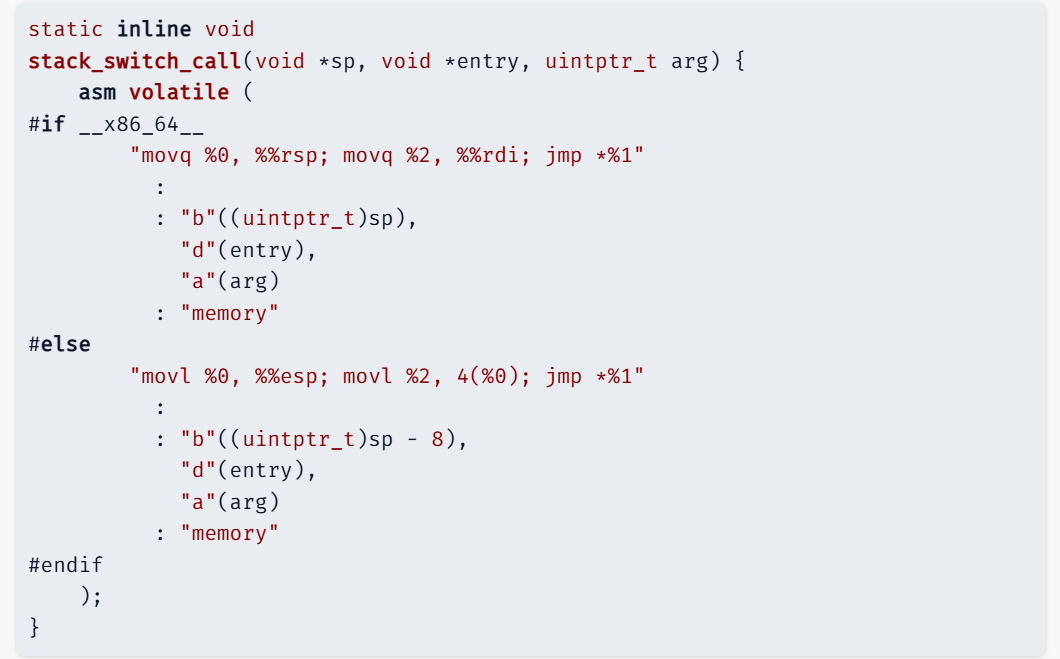 static inline void
stack_switch_call(void *sp, void *entry, uintptr_t arg) {
    asm volatile (
#if __x86_64__
        "movq %0, %%rsp; movq %2, %%rdi; jmp *%1"
          :
          : "b"((uintptr_t)sp),
            "d"(entry),
            "a"(arg)
          : "memory"
#else
        "movl %0, %%esp; movl %2, 4(%0); jmp *%1"
          :
          : "b"((uintptr_t)sp - 8),
            "d"(entry),
            "a"(arg)
          : "memory"
#endif
    );
}